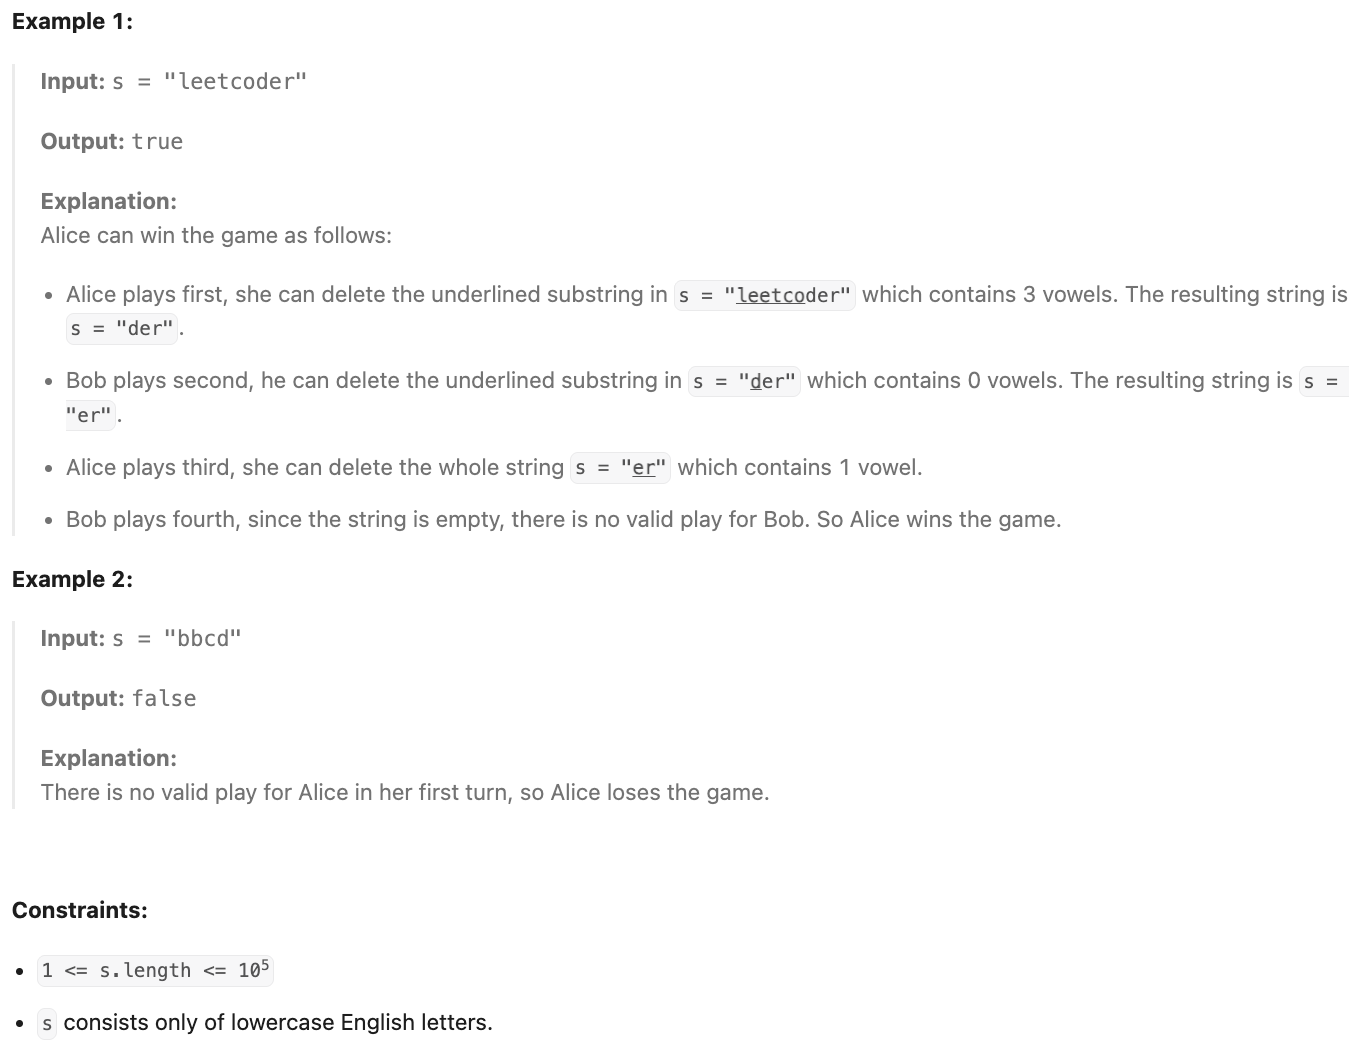 Example 1:
Input: s = "leetcoder"
Output: true
Explanation:
Alice can win the game as follows:
• Alice plays first, she can delete the underlined substring in s = "leetcoder" which contains 3 vowels. The resulting string is
s = "der".
• Bob plays second, he can delete the underlined substring in s = "der" which contains 0 vowels. The resulting string is s =
"er".
• Alice plays third, she can delete the whole string s = "er" which contains 1 vowel.
• Bob plays fourth, since the string is empty, there is no valid play for Bob. So Alice wins the game.
Example 2:
Input: s = "bbcd"
Output: false
Explanation:
There is no valid play for Alice in her first turn, so Alice loses the game.
Constraints:
• 1 <= s.length <= 10⁵
• s consists only of lowercase English letters.